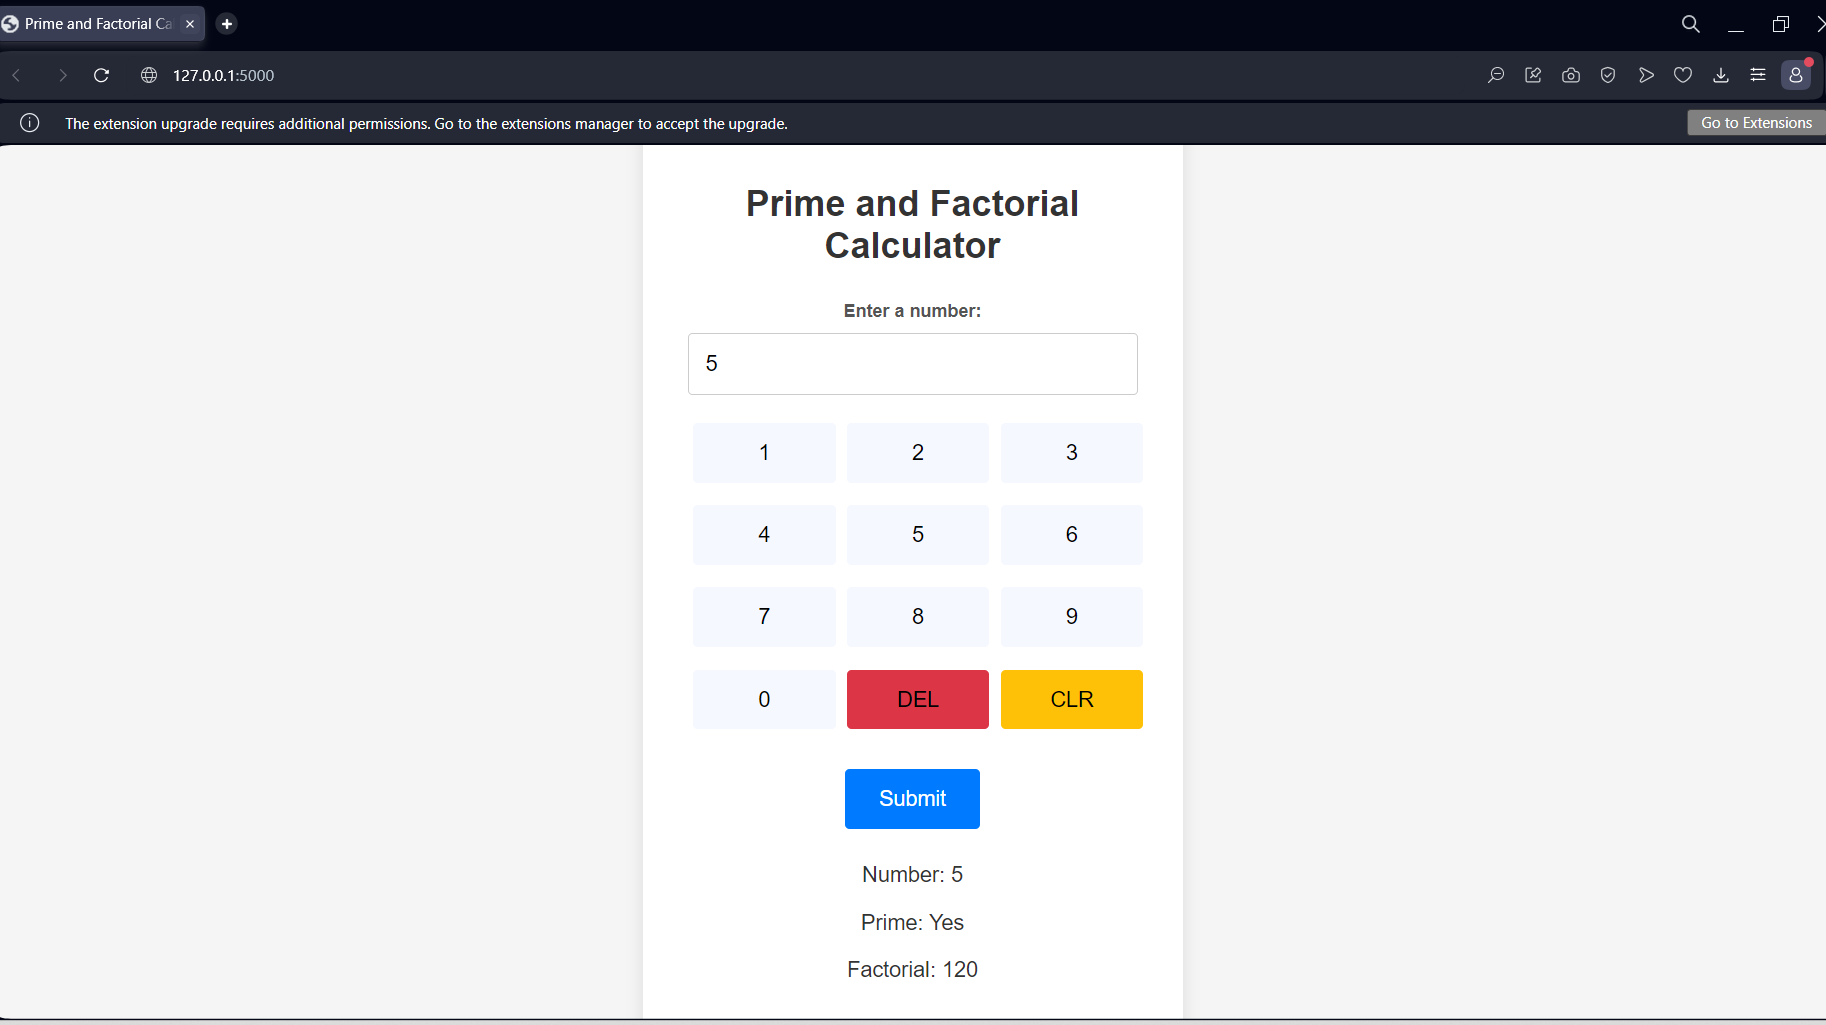 Prime and Factorial Ca
127.0.0.1:5000
The extension upgrade requires additional permissions. Go to the extensions manager to accept the upgrade.
Go to Extensions
Prime and Factorial
Calculator
Enter a number:
5
1 2 3
4 5 6
7 8 9
0 DEL CLR
Submit
Number: 5
Prime: Yes
Factorial: 120